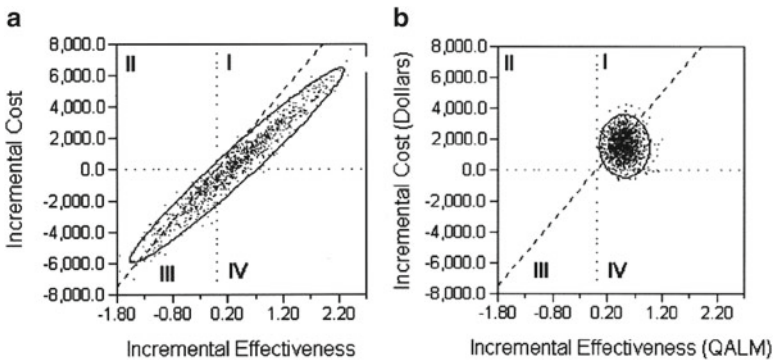 a
8,000.0
6,000.0
4,000.0
2,000.0
0.0
-2,000.0
-4,000.0
-6,000.0
-8,000.0
-1.80 -0.80 0.20 1.20 2.20
Incremental Cost
Incremental Effectiveness
II I
III IV
b
8,000.0
6,000.0
4,000.0
2,000.0
0.0
-2,000.0
-4,000.0
-6,000.0
-8,000.0
-1.80 -0.80 0.20 1.20 2.20
Incremental Cost (Dollars)
Incremental Effectiveness (QALM)
II I
III IV